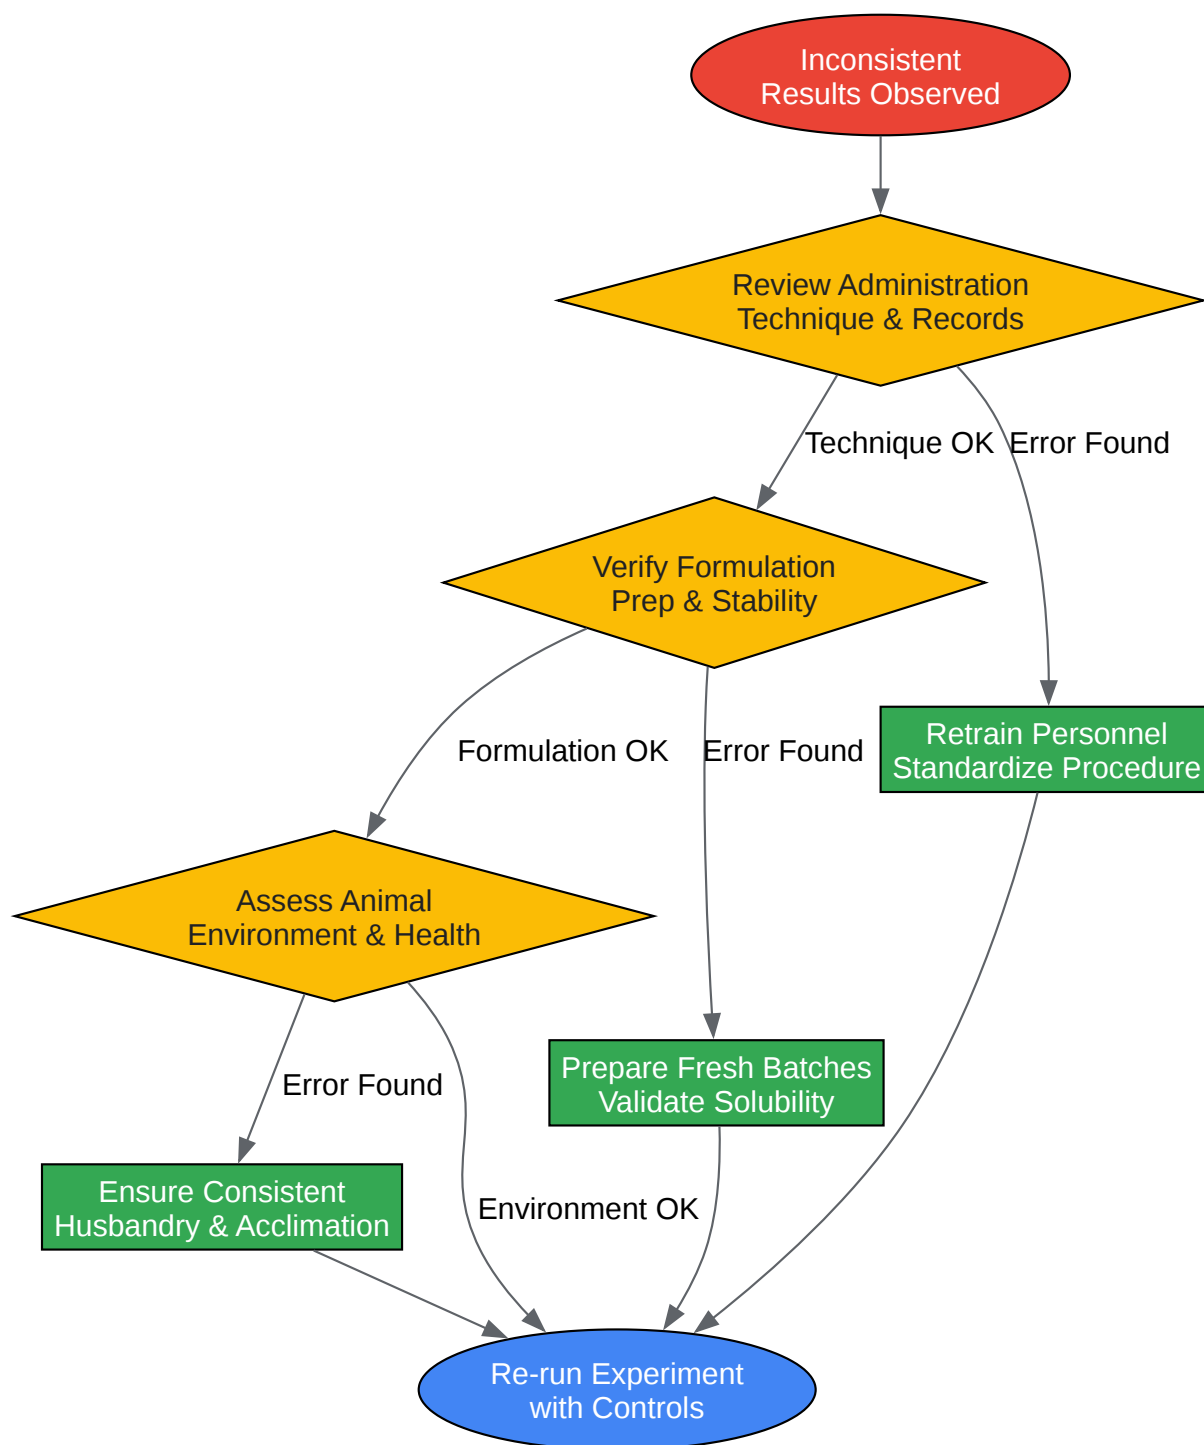 Inconsistent
Results Observed
Review Administration
Technique & Records
Technique OK
Error Found
Verify Formulation
Prep & Stability
Retrain Personnel
Standardize Procedure
Formulation OK
Error Found
Assess Animal
Environment & Health
Prepare Fresh Batches
Validate Solubility
Error Found
Ensure Consistent
Husbandry & Acclimation
Environment OK
Re-run Experiment
with Controls